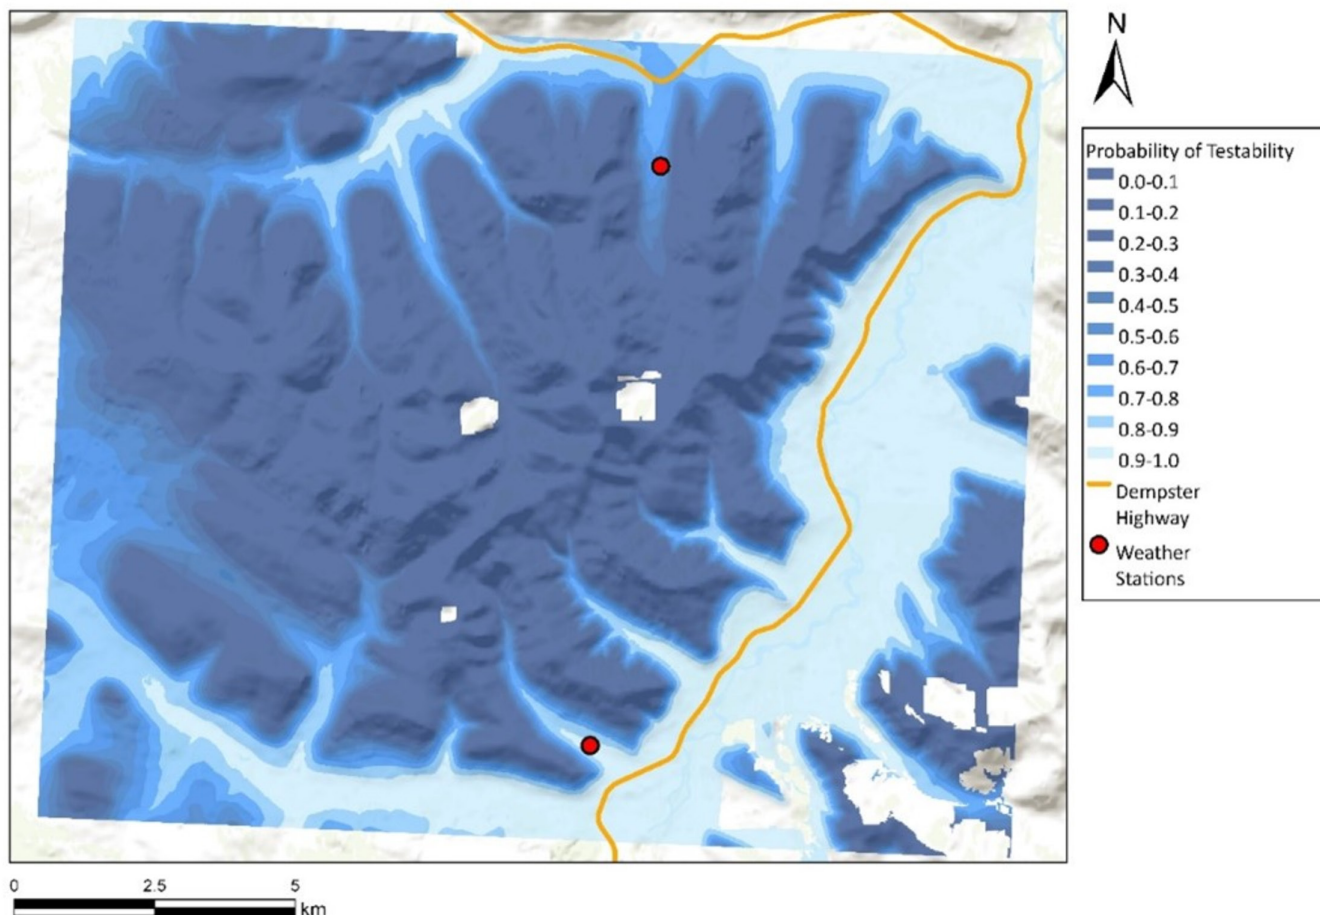 N
Probability of Testability
0.0-0.1
0.1-0.2
0.2-0.3
0.3-0.4
0.4-0.5
0.5-0.6
0.6-0.7
0.7-0.8
0.8-0.9
0.9-1.0
Dempster
Highway
Weather
Stations
0 2.5 5
km